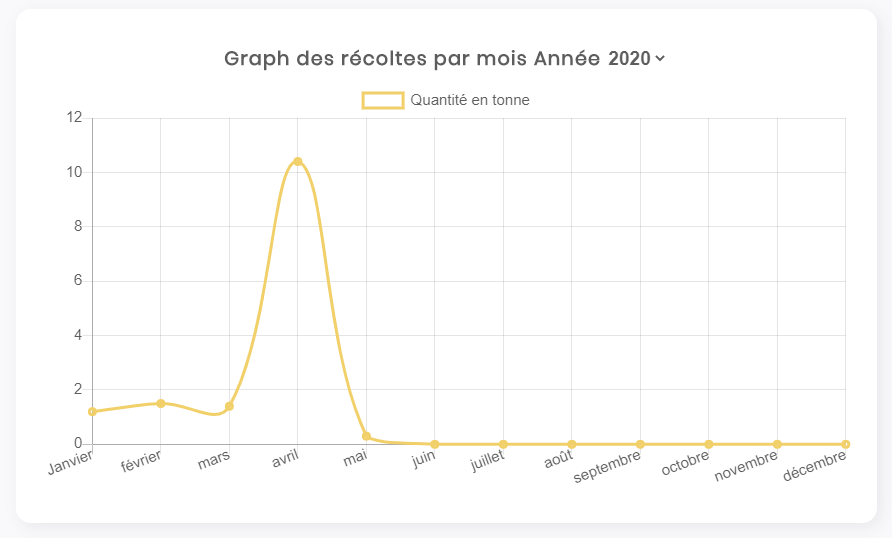 Graph des récoltes par mois Année 2020
Quantité en tonne
12
10
8
6
4
2
0
Janvier février mars avril mai juin juillet août septembre octobre novembre décembre